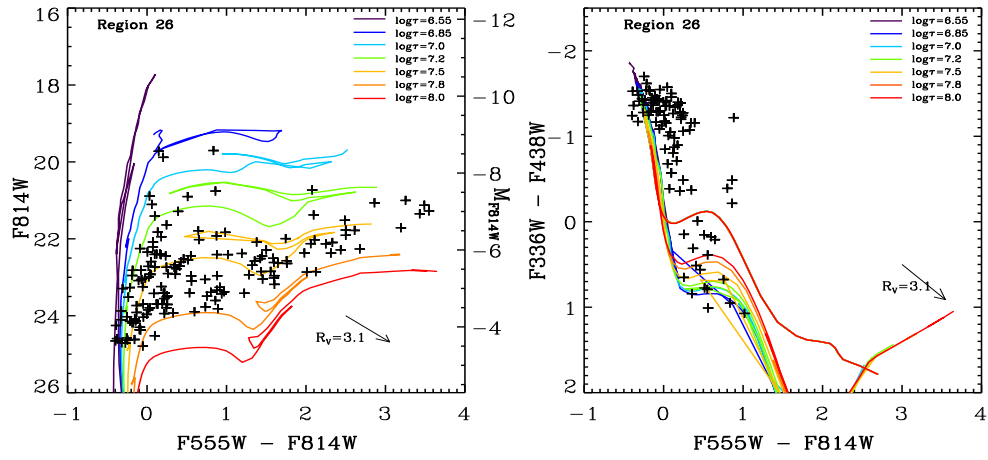 Region 26
logτ=6.55
logτ=6.85
logτ=7.0
logτ=7.2
logτ=7.5
logτ=7.8
logτ=8.0
16
18
20
22
24
26
F814W
−12
−10
−8
−6
−4
M_F814W
R_V=3.1
−1 0 1 2 3 4
F555W − F814W
Region 26
logτ=6.55
logτ=6.85
logτ=7.0
logτ=7.2
logτ=7.5
logτ=7.8
logτ=8.0
−2
−1
0
1
2
F336W − F438W
R_V=3.1
−1 0 1 2 3 4
F555W − F814W